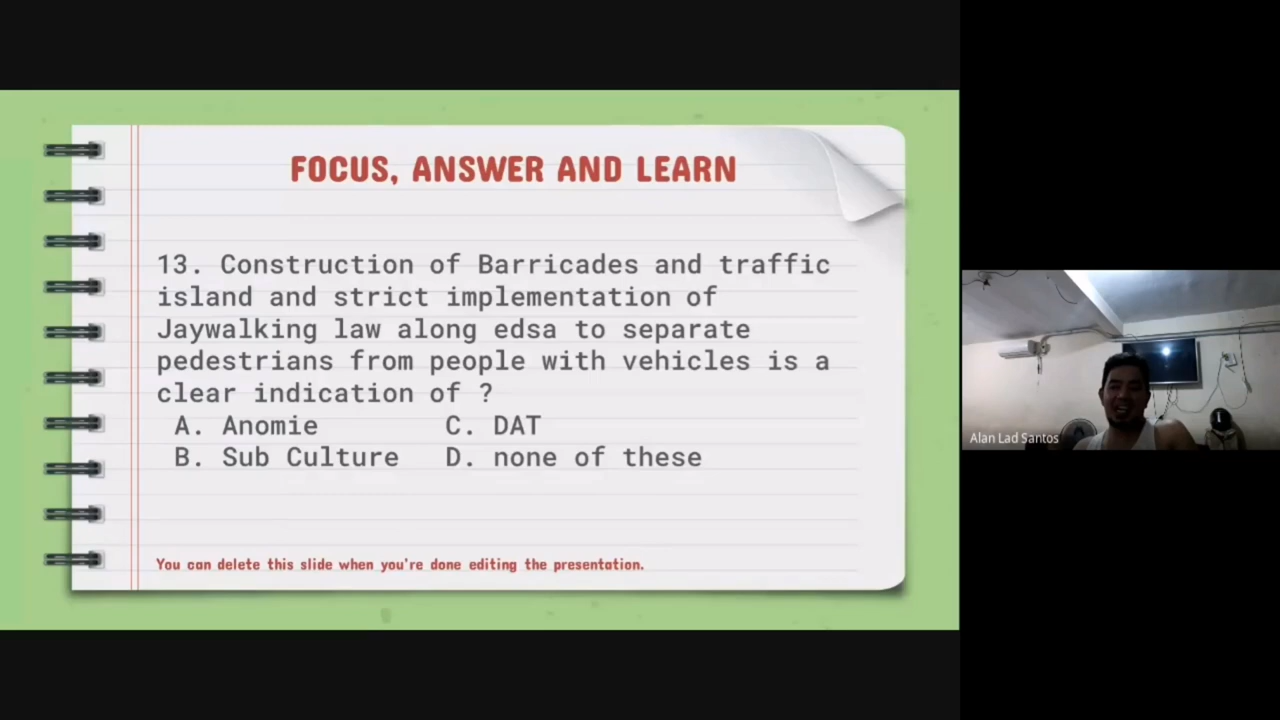 FOCUS, ANSWER AND LEARN
13. Construction of Barricades and traffic
island and strict implementation of
Jaywalking law along edsa to separate
pedestrians from people with vehicles is a
clear indication of ?
A. Anomie C. DAT
B. Sub Culture D. none of these
You can delete this slide when you're done editing the presentation.
Alan Lad Santos